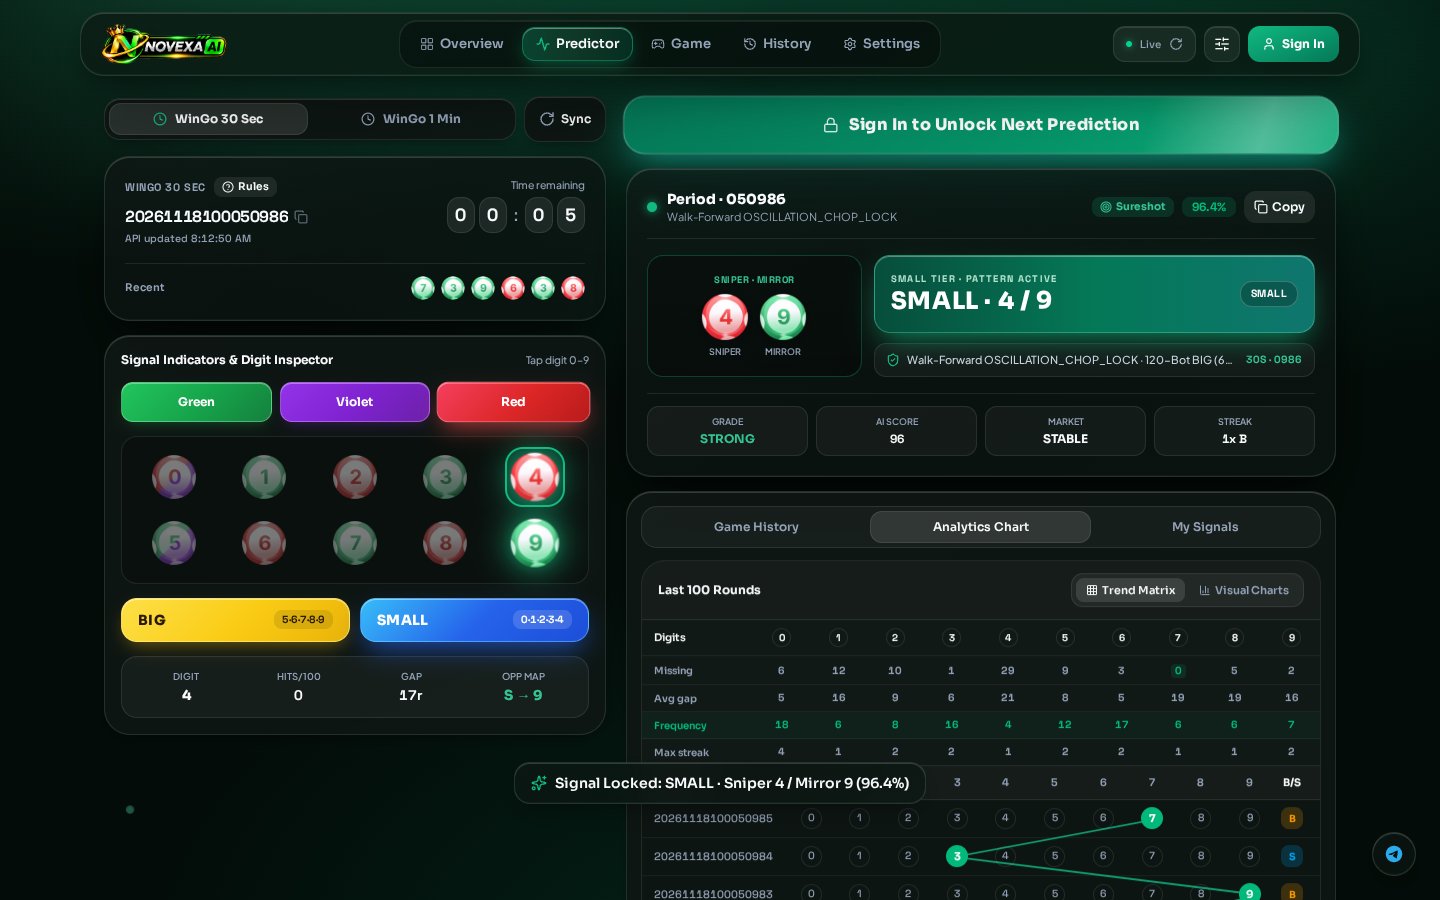 NOVEXA AI
Overview
Predictor
Game
History
Settings
Live
Sign In
WinGo 30 Sec
WinGo 1 Min
Sync
Sign In to Unlock Next Prediction
WINGO 30 SEC
Rules
Time remaining
20261118100050986
0 0 : 0 5
API updated 8:12:50 AM
Recent
7 3 9 6 3 8
Period · 050986
Walk-Forward OSCILLATION_CHOP_LOCK
Sureshot
96.4%
Copy
SNIPER · MIRROR
4 9
SNIPER MIRROR
SMALL TIER · PATTERN ACTIVE
SMALL · 4 / 9
SMALL
Walk-Forward OSCILLATION_CHOP_LOCK · 120-Bot BIG (6...
30S · 0986
GRADE
STRONG
AI SCORE
96
MARKET
STABLE
STREAK
1x B
Signal Indicators & Digit Inspector
Tap digit 0-9
Green
Violet
Red
0 1 2 3 4
5 6 7 8 9
BIG
5·6·7·8·9
SMALL
0·1·2·3·4
DIGIT
4
HITS/100
0
GAP
17r
OPP MAP
S → 9
Game History
Analytics Chart
My Signals
Last 100 Rounds
Trend Matrix
Visual Charts
Digits 0 1 2 3 4 5 6 7 8 9
Missing 6 12 10 1 29 9 3 0 5 2
Avg gap 5 16 9 6 21 8 5 19 19 16
Frequency 18 6 8 16 4 12 17 6 6 7
Max streak 4 1 2 2 1 2 2 1 1 2
Signal Locked: SMALL · Sniper 4 / Mirror 9 (96.4%)
3 4 5 6 7 8 9 B/S
20261118100050985 0 1 2 3 4 5 6 7 8 9 B
20261118100050984 0 1 2 3 4 5 6 7 8 9 S
20261118100050983 0 1 2 3 4 5 6 7 8 9 B